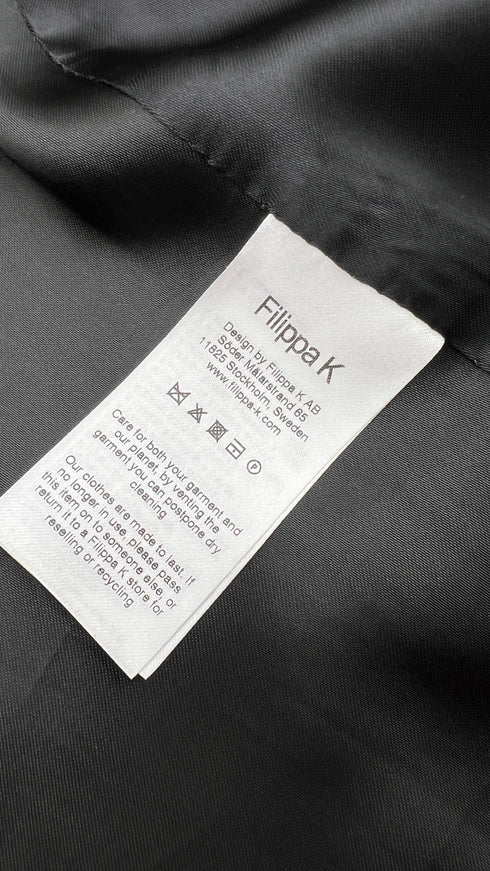 Filippa K
Design by Filippa K AB
Söder Mälarstrand 65
11825 Stockholm, Sweden
www.filippa-k.com
P
Care for both your garment and
our planet, by venting the
garment you can postpone dry
cleaning
Our clothes are made to last. If
no longer in use, please pass
this item on to someone else, or
return it to a Filippa K store for
reselling or recycling